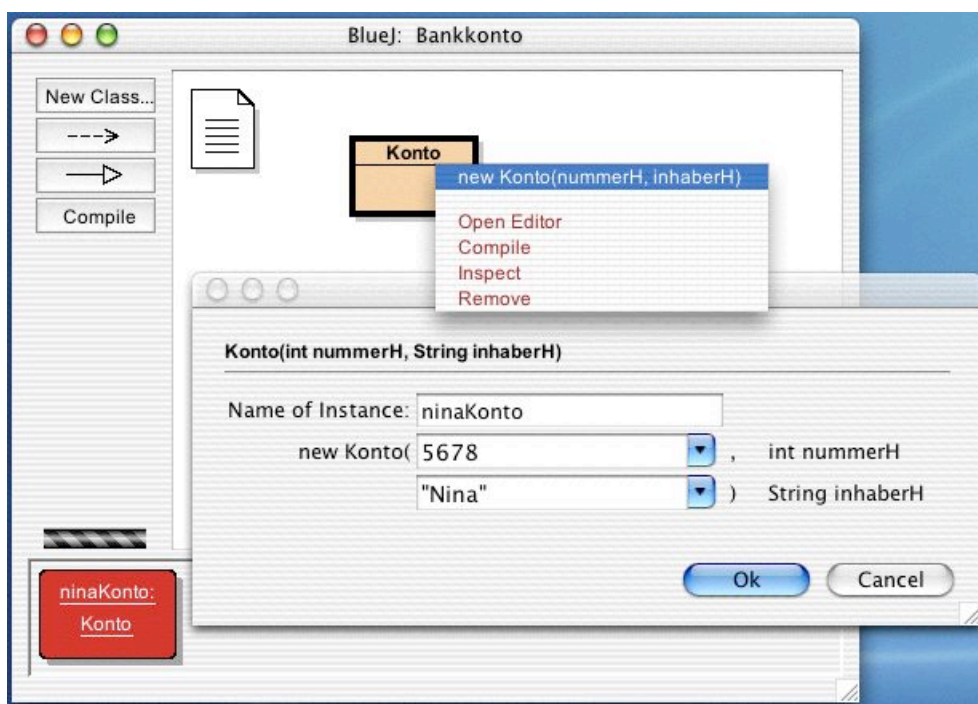 BlueJ: Bankkonto
New Class...
Compile
Konto
new Konto(nummerH, inhaberH)
Open Editor
Compile
Inspect
Remove
Konto(int nummerH, String inhaberH)
Name of Instance: ninaKonto
new Konto( 5678 , int nummerH
"Nina" ) String inhaberH
Ok Cancel
ninaKonto:
Konto